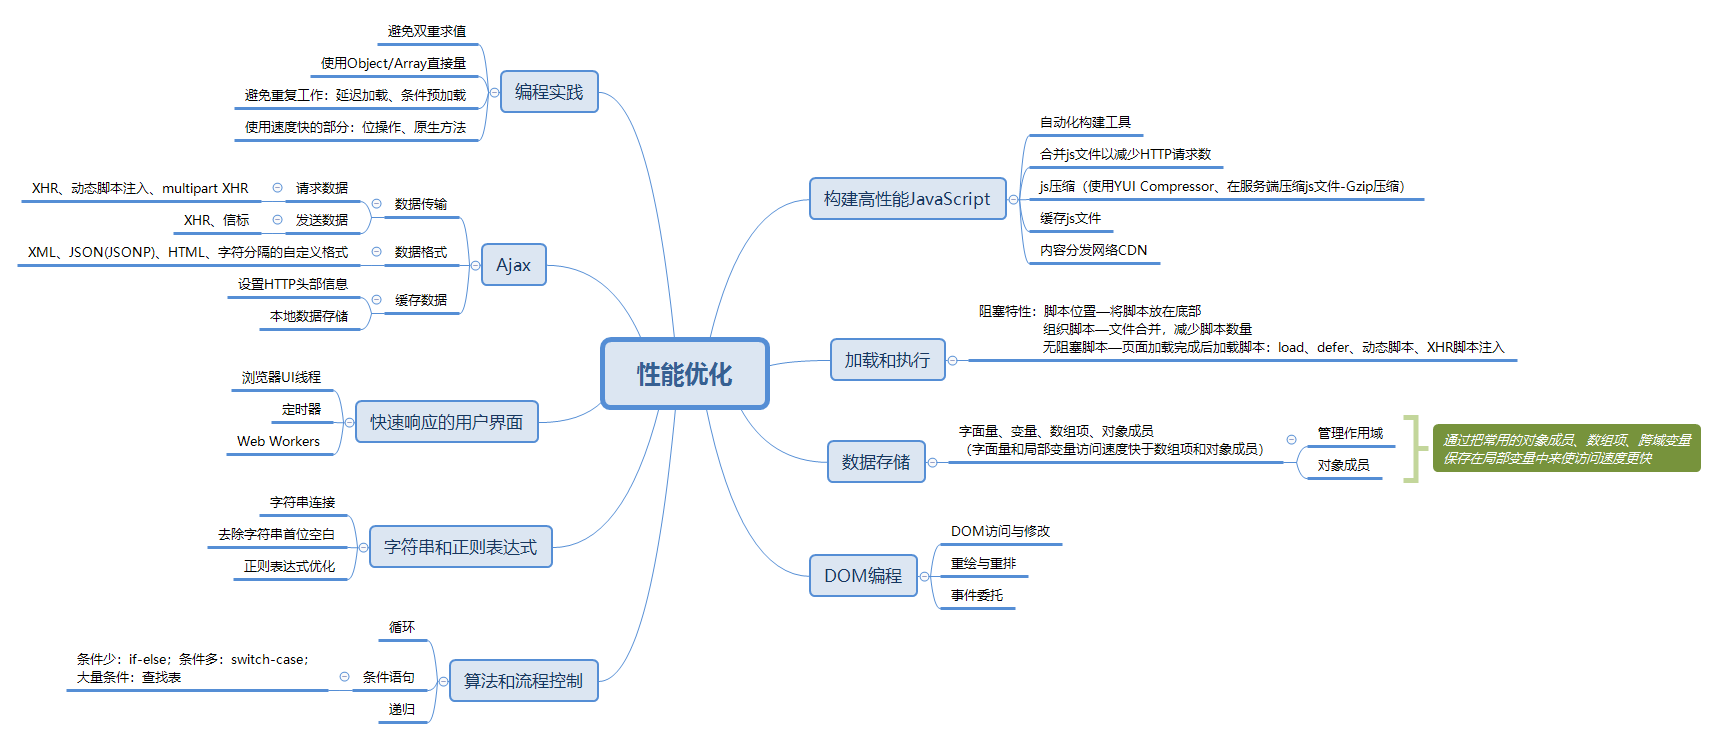 性能优化
构建高性能JavaScript
自动化构建工具
合并js文件以减少HTTP请求数
js压缩（使用YUI Compressor、在服务端压缩js文件-Gzip压缩）
缓存js文件
内容分发网络CDN
加载和执行
阻塞特性：脚本位置—将脚本放在底部
组织脚本—文件合并，减少脚本数量
无阻塞脚本—页面加载完成后加载脚本：load、defer、动态脚本、XHR脚本注入
数据存储
字面量、变量、数组项、对象成员
（字面量和局部变量访问速度快于数组项和对象成员）
管理作用域
对象成员
通过把常用的对象成员、数组项、跨域变量
保存在局部变量中来使访问速度更快
DOM编程
DOM访问与修改
重绘与重排
事件委托
编程实践
避免双重求值
使用Object/Array直接量
避免重复工作：延迟加载、条件预加载
使用速度快的部分：位操作、原生方法
Ajax
数据传输
请求数据
XHR、动态脚本注入、multipart XHR
发送数据
XHR、信标
数据格式
XML、JSON(JSONP)、HTML、字符分隔的自定义格式
缓存数据
设置HTTP头部信息
本地数据存储
快速响应的用户界面
浏览器UI线程
定时器
Web Workers
字符串和正则表达式
字符串连接
去除字符串首位空白
正则表达式优化
算法和流程控制
循环
条件语句
条件少：if-else；条件多：switch-case；
大量条件：查找表
递归